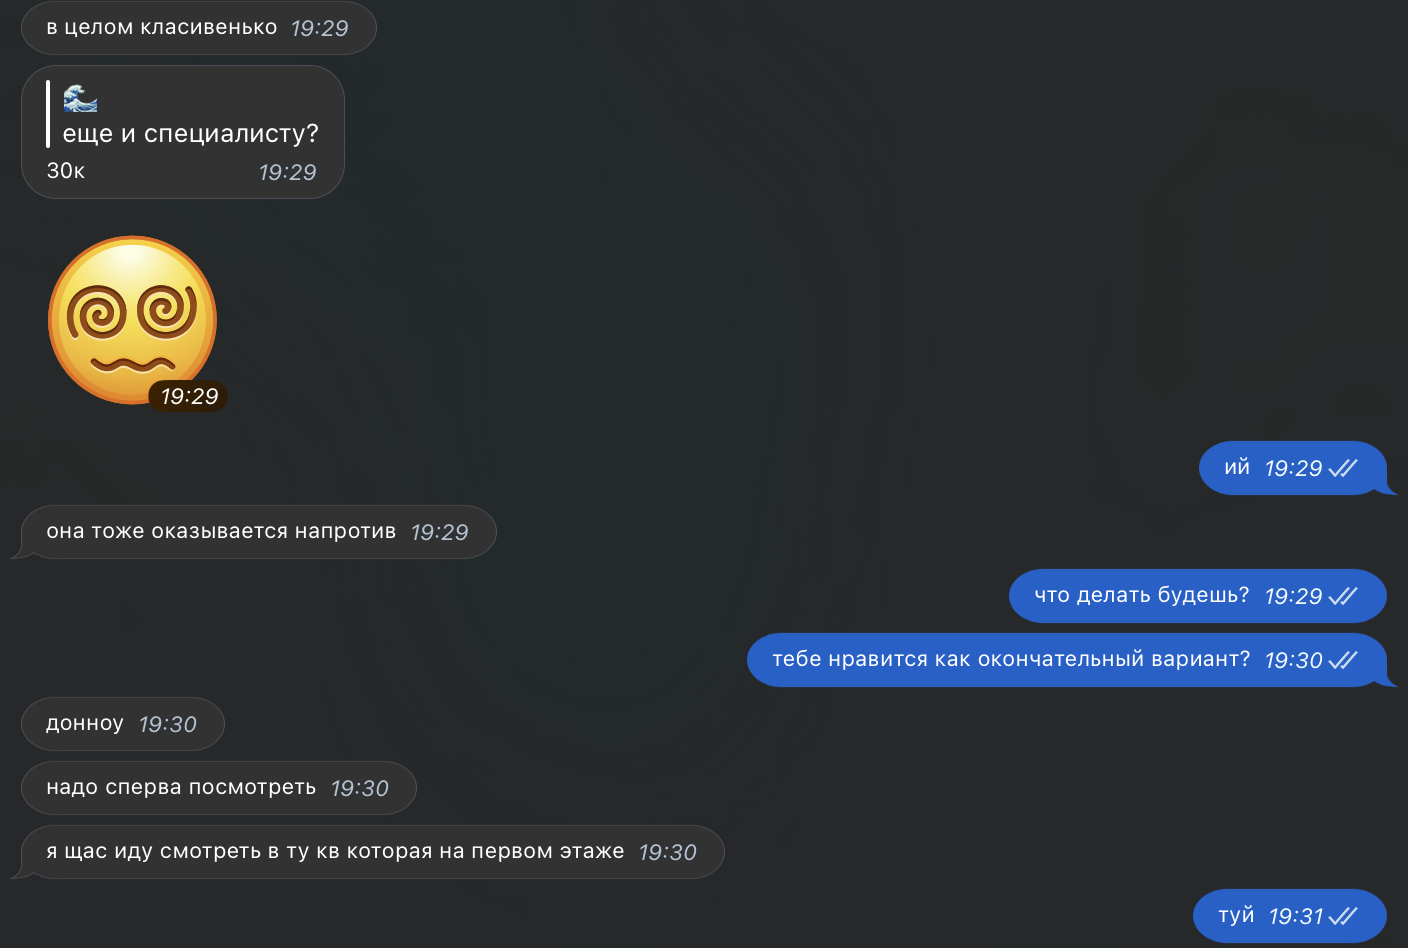 в целом класивенько 19:29
🌊
еще и специалисту?
30к 19:29
19:29
ий 19:29
она тоже оказывается напротив 19:29
что делать будешь? 19:29
тебе нравится как окончательный вариант? 19:30
донноу 19:30
надо сперва посмотреть 19:30
я щас иду смотреть в ту кв которая на первом этаже 19:30
туй 19:31